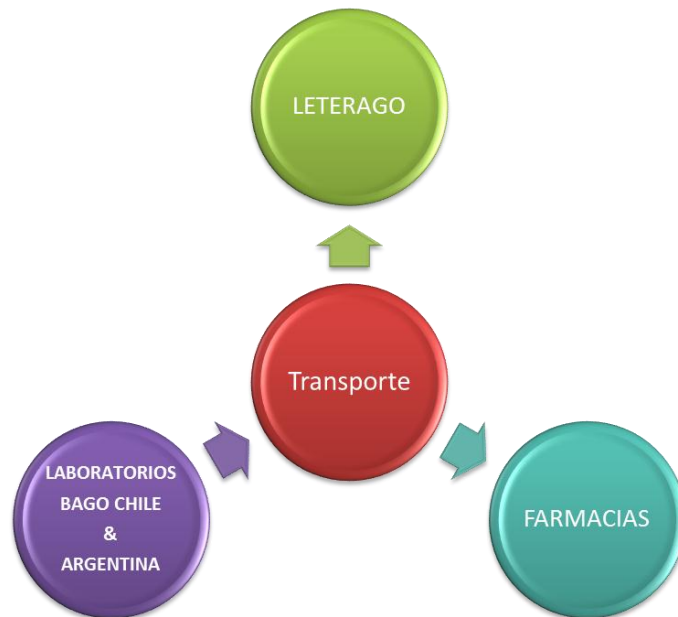 LETERAGO
Transporte
LABORATORIOS
BAGO CHILE
&
ARGENTINA
FARMACIAS